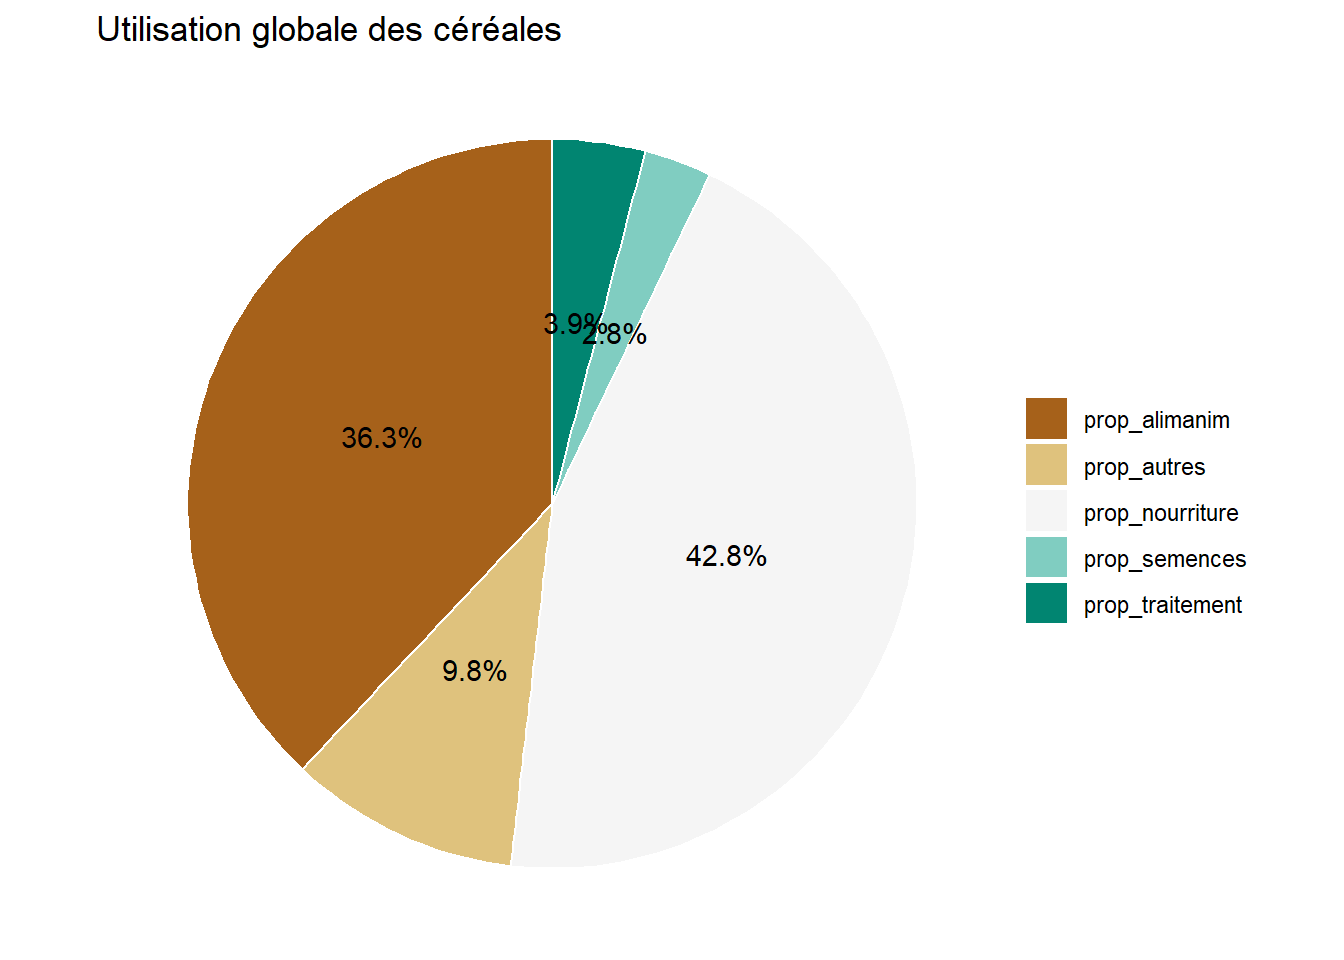 Utilisation globale des céréales
3.9%
2.8%
36.3%
42.8%
9.8%
prop_alimanim
prop_autres
prop_nourriture
prop_semences
prop_traitement